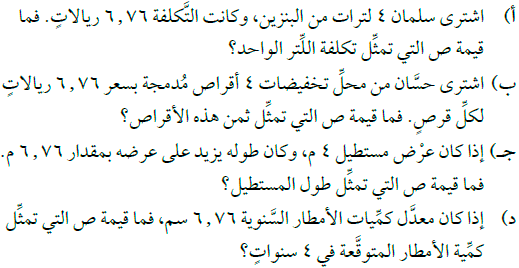 أ) اشترى سلمان ٤ لترات من البنزين، وكانت التَّكلفة ٦,٧٦ ريالاتٍ. فما
قيمة ص التي تمثِّل تكلفة اللِّتر الواحد؟
ب) اشترى حسَّان من محلِّ تخفيضات ٤ أقراص مُدمجة بسعر ٦,٧٦ ريالاتٍ
لكلِّ قرصٍ. فما قيمة ص التي تمثِّل ثمن هذه الأقراص؟
جـ) إذا كان عرْض مستطيل ٤ م، وكان طوله يزيد على عرضه بمقدار ٦,٧٦ م.
فما قيمة ص التي تمثِّل طول المستطيل؟
د) إذا كان معدَّل كمِّيات الأمطار السَّنوية ٦,٧٦ سم، فما قيمة ص التي تمثِّل
كمِّية الأمطار المتوقَّعة في ٤ سنواتٍ؟